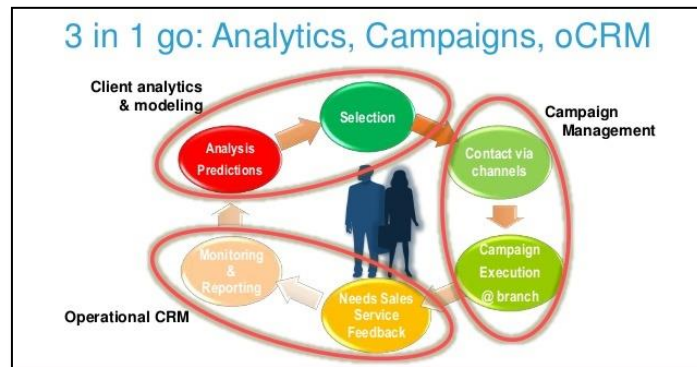 3 in 1 go: Analytics, Campaigns, oCRM
Client analytics
& modeling
Selection
Campaign
Management
Analysis
Predictions
Contact via
channels
Monitoring
&
Reporting
Campaign
Execution
@ branch
Needs Sales
Service
Feedback
Operational CRM